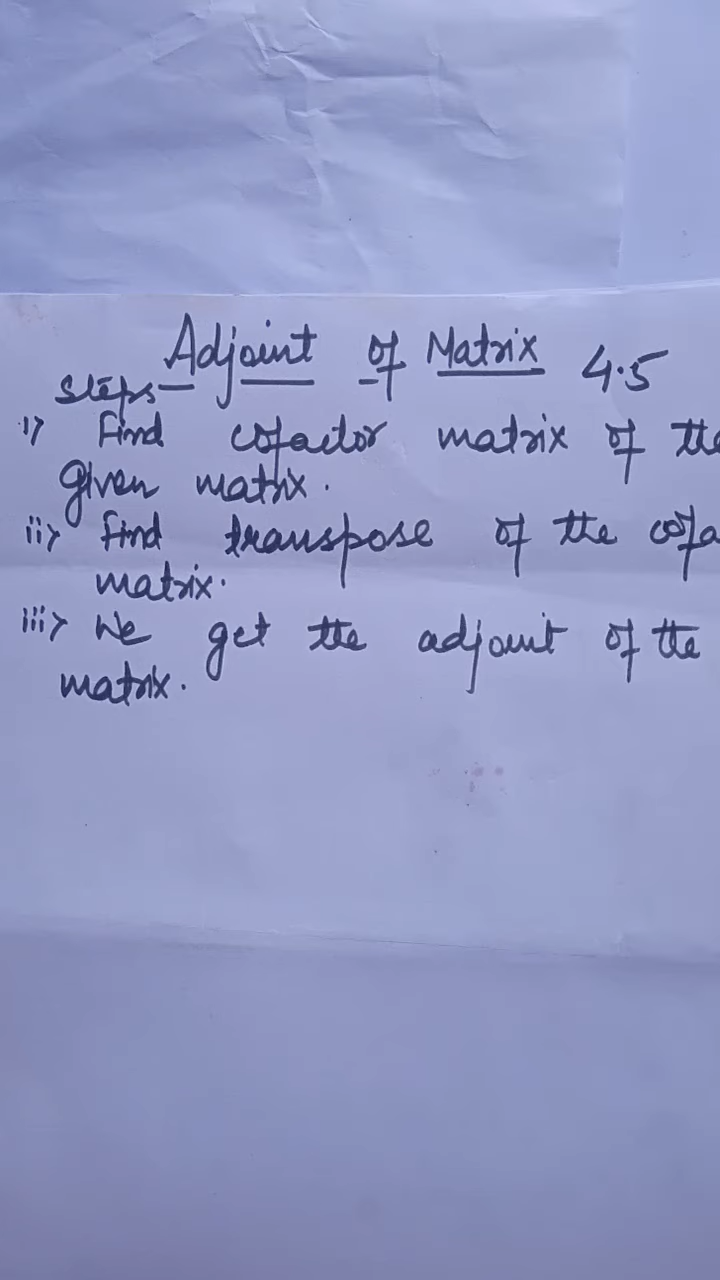 Adjoint of Matrix 4.5
Steps
i) Find cofactor matrix of the
given matrix.
ii) find transpose of the cofa
matrix.
iii) We get the adjoint of the
matrix.